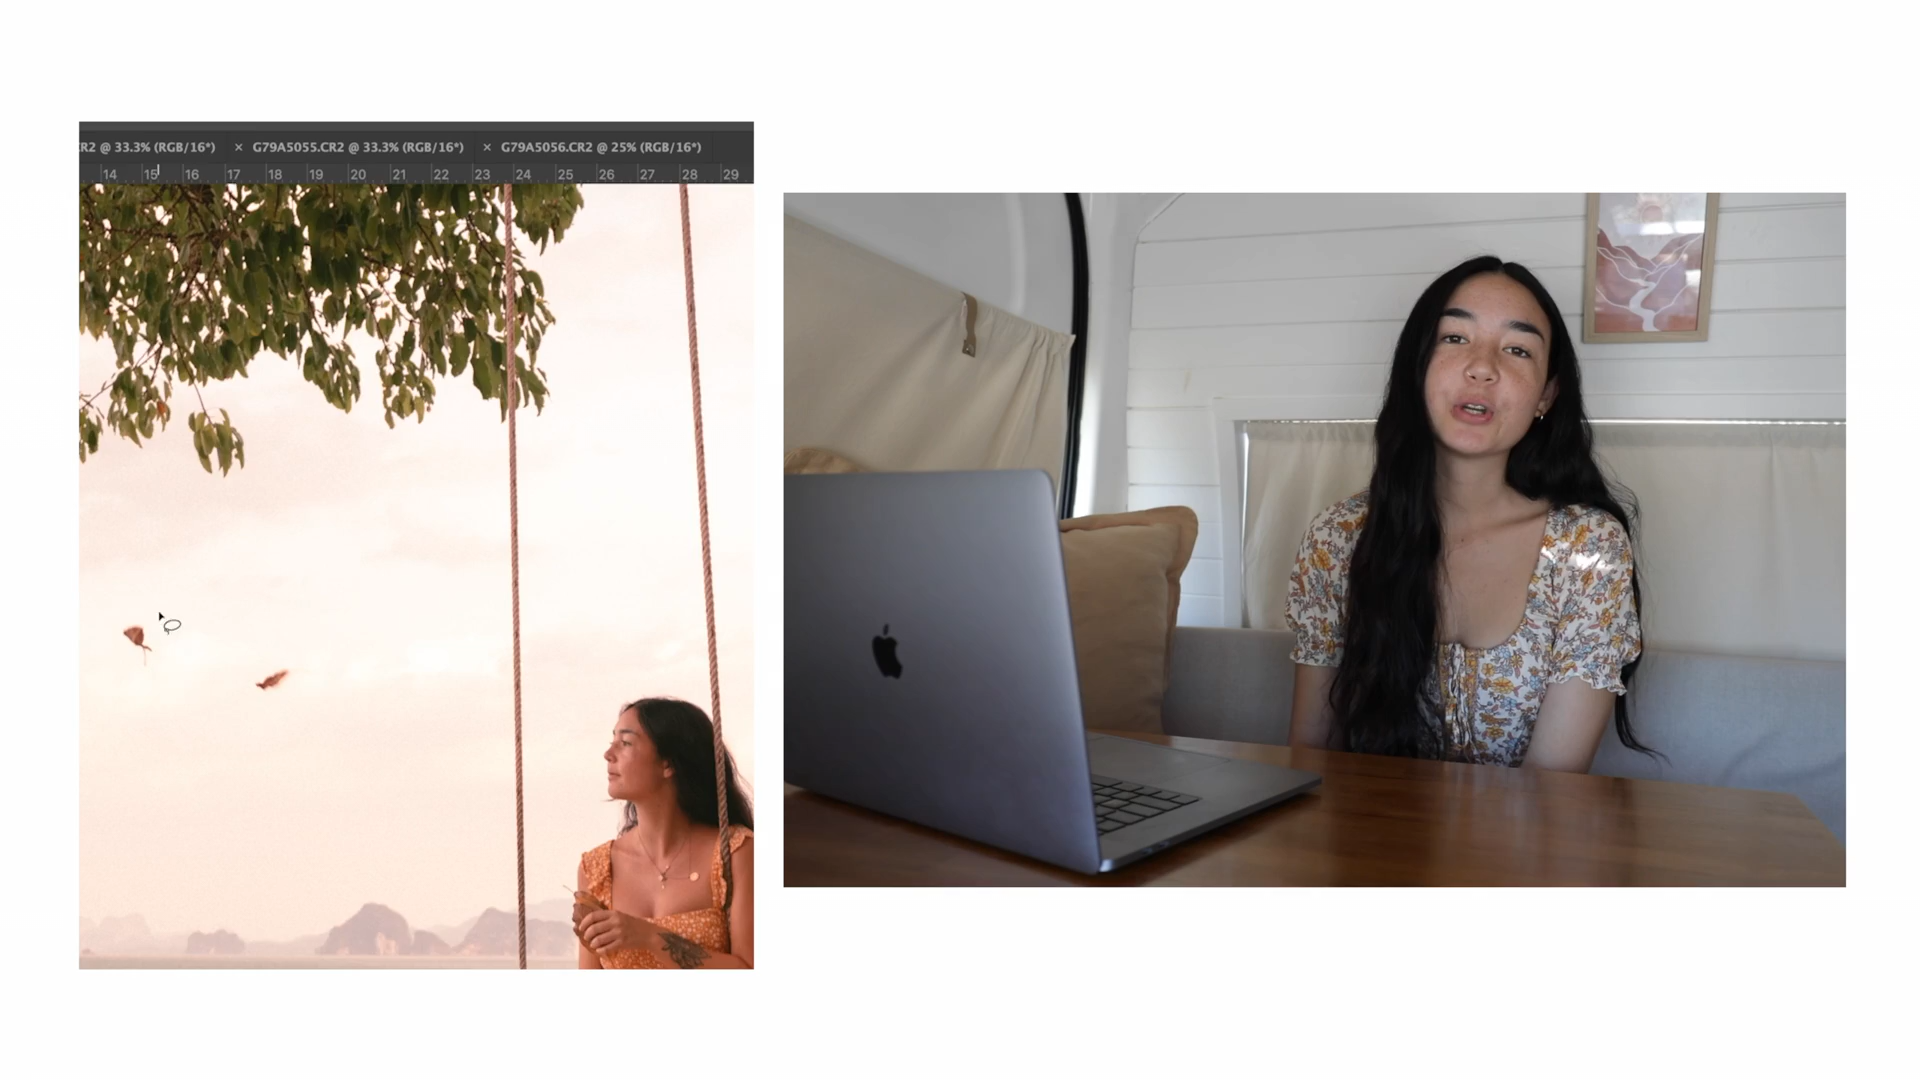 CR2 @ 33.3% (RGB/16*) × G79A5055.CR2 @ 33.3% (RGB/16*) × G79A5056.CR2 @ 25% (RGB/16*)
14 15 16 17 18 19 20 21 22 23 24 25 26 27 28 29